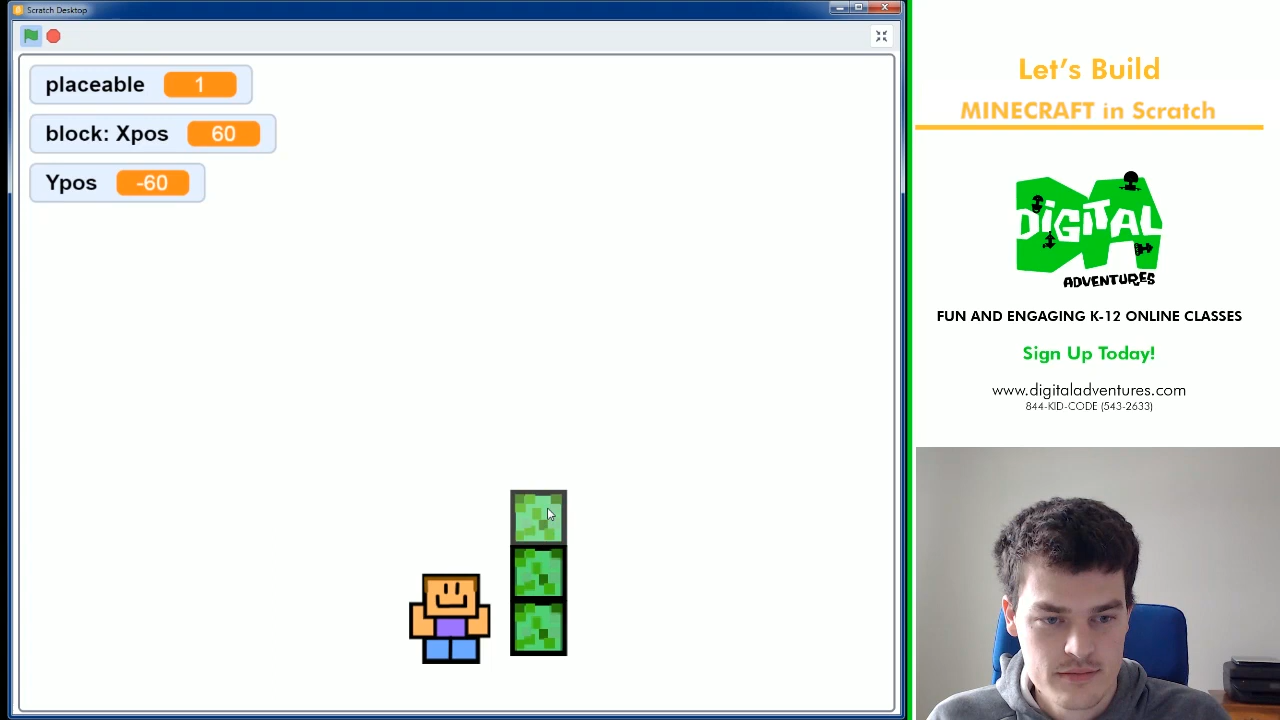 Scratch Desktop
placeable 1
block: Xpos 60
Ypos -60
Let's Build
MINECRAFT in Scratch
DIGITAL
ADVENTURES
FUN AND ENGAGING K-12 ONLINE CLASSES
Sign Up Today!
www.digitaladventures.com
844-KID-CODE (543-2633)